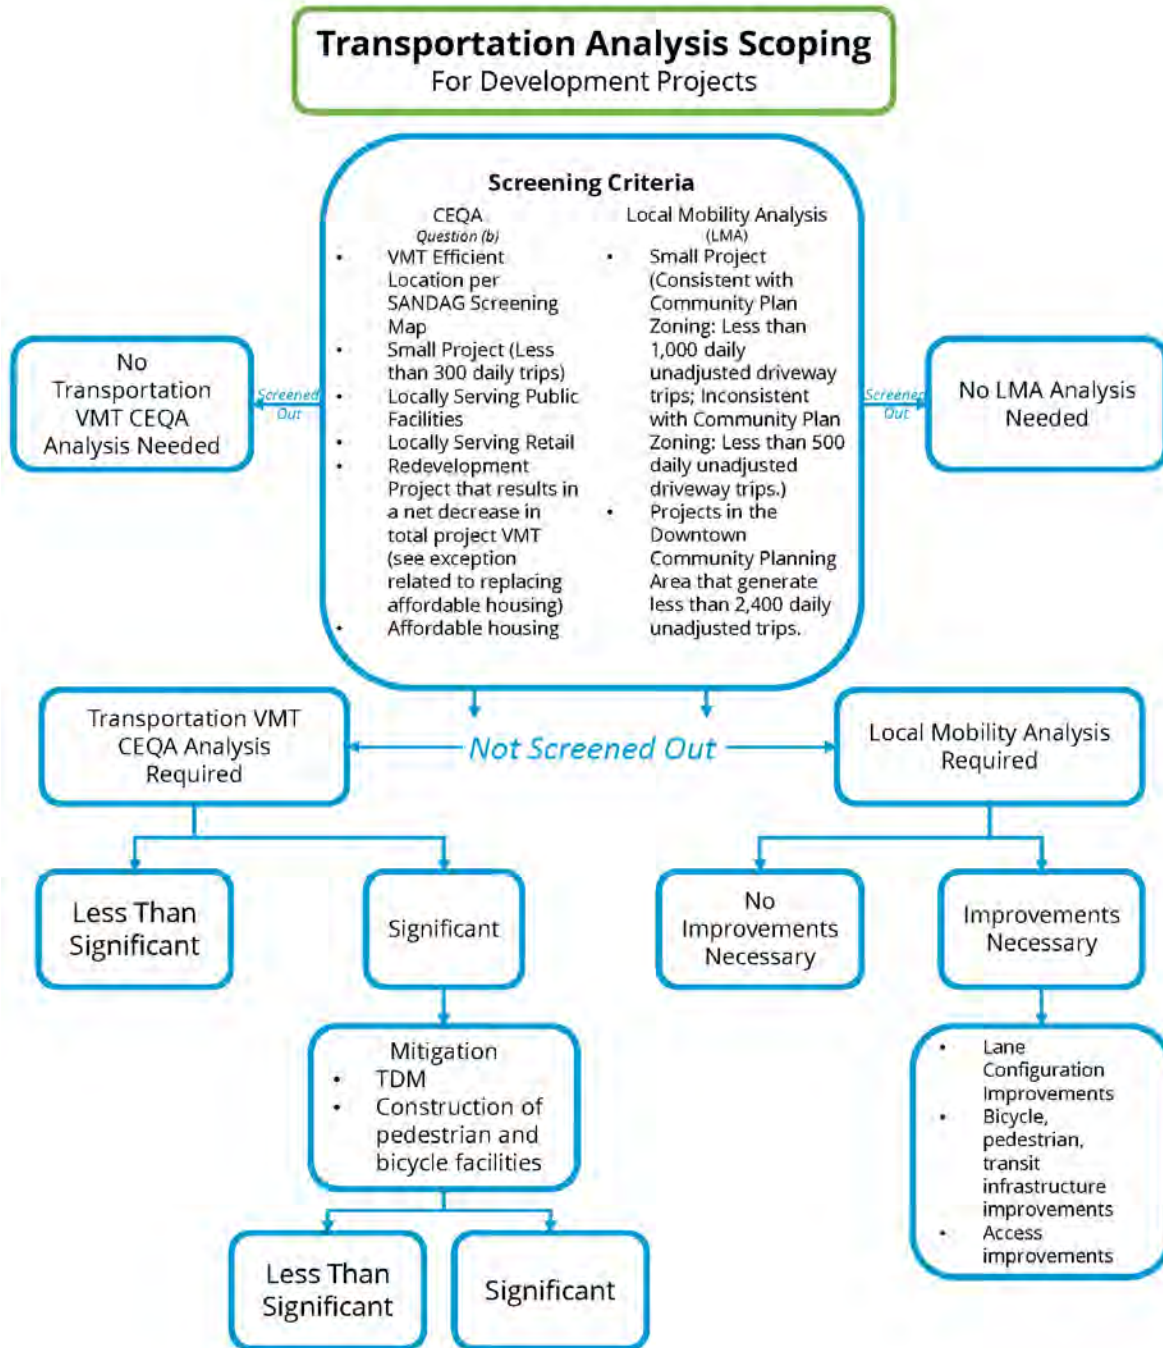 Transportation Analysis Scoping
For Development Projects
Screening Criteria
CEQA
Question (b)
• VMT Efficient
Location per
SANDAG Screening
Map
• Small Project (Less
than 300 daily trips)
• Locally Serving Public
Facilities
• Locally Serving Retail
• Redevelopment
Project that results in
a net decrease in
total project VMT
(see exception
related to replacing
affordable housing)
• Affordable housing
Local Mobility Analysis
(LMA)
• Small Project
(Consistent with
Community Plan
Zoning: Less than
1,000 daily
unadjusted driveway
trips; Inconsistent
with Community Plan
Zoning: Less than 500
daily unadjusted
driveway trips.)
• Projects in the
Downtown
Community Planning
Area that generate
less than 2,400 daily
unadjusted trips.
Screened
Out
No
Transportation
VMT CEQA
Analysis Needed
Screened
Out
No LMA Analysis
Needed
Not Screened Out
Transportation VMT
CEQA Analysis
Required
Local Mobility Analysis
Required
Less Than
Significant
Significant
No
Improvements
Necessary
Improvements
Necessary
Mitigation
• TDM
• Construction of
pedestrian and
bicycle facilities
• Lane
Configuration
Improvements
• Bicycle,
pedestrian,
transit
infrastructure
improvements
• Access
improvements
Less Than
Significant
Significant